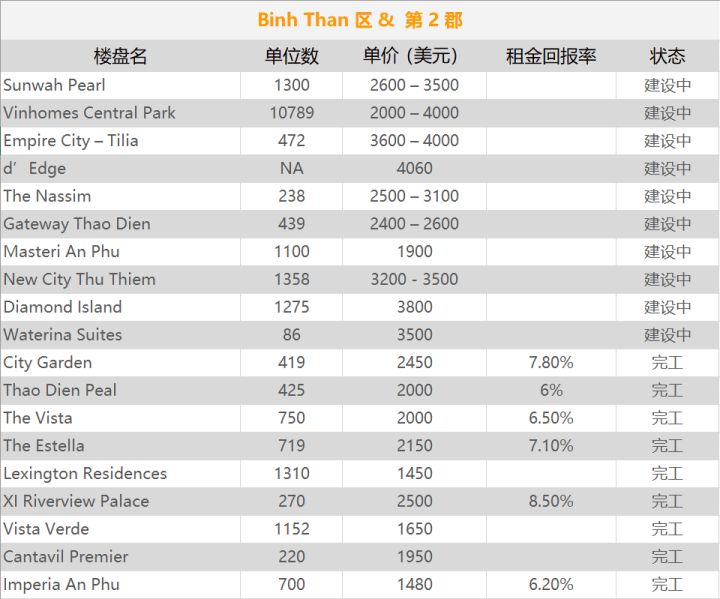 Binh Than 区 & 第 2 郡
楼盘名 单位数 单价（美元） 租金回报率 状态
Sunwah Pearl 1300 2600 – 3500 建设中
Vinhomes Central Park 10789 2000 – 4000 建设中
Empire City – Tilia 472 3600 – 4000 建设中
d’ Edge NA 4060 建设中
The Nassim 238 2500 – 3100 建设中
Gateway Thao Dien 439 2400 – 2600 建设中
Masteri An Phu 1100 1900 建设中
New City Thu Thiem 1358 3200 - 3500 建设中
Diamond Island 1275 3800 建设中
Waterina Suites 86 3500 建设中
City Garden 419 2450 7.80% 完工
Thao Dien Peal 425 2000 6% 完工
The Vista 750 2000 6.50% 完工
The Estella 719 2150 7.10% 完工
Lexington Residences 1310 1450 完工
XI Riverview Palace 270 2500 8.50% 完工
Vista Verde 1152 1650 完工
Cantavil Premier 220 1950 完工
Imperia An Phu 700 1480 6.20% 完工